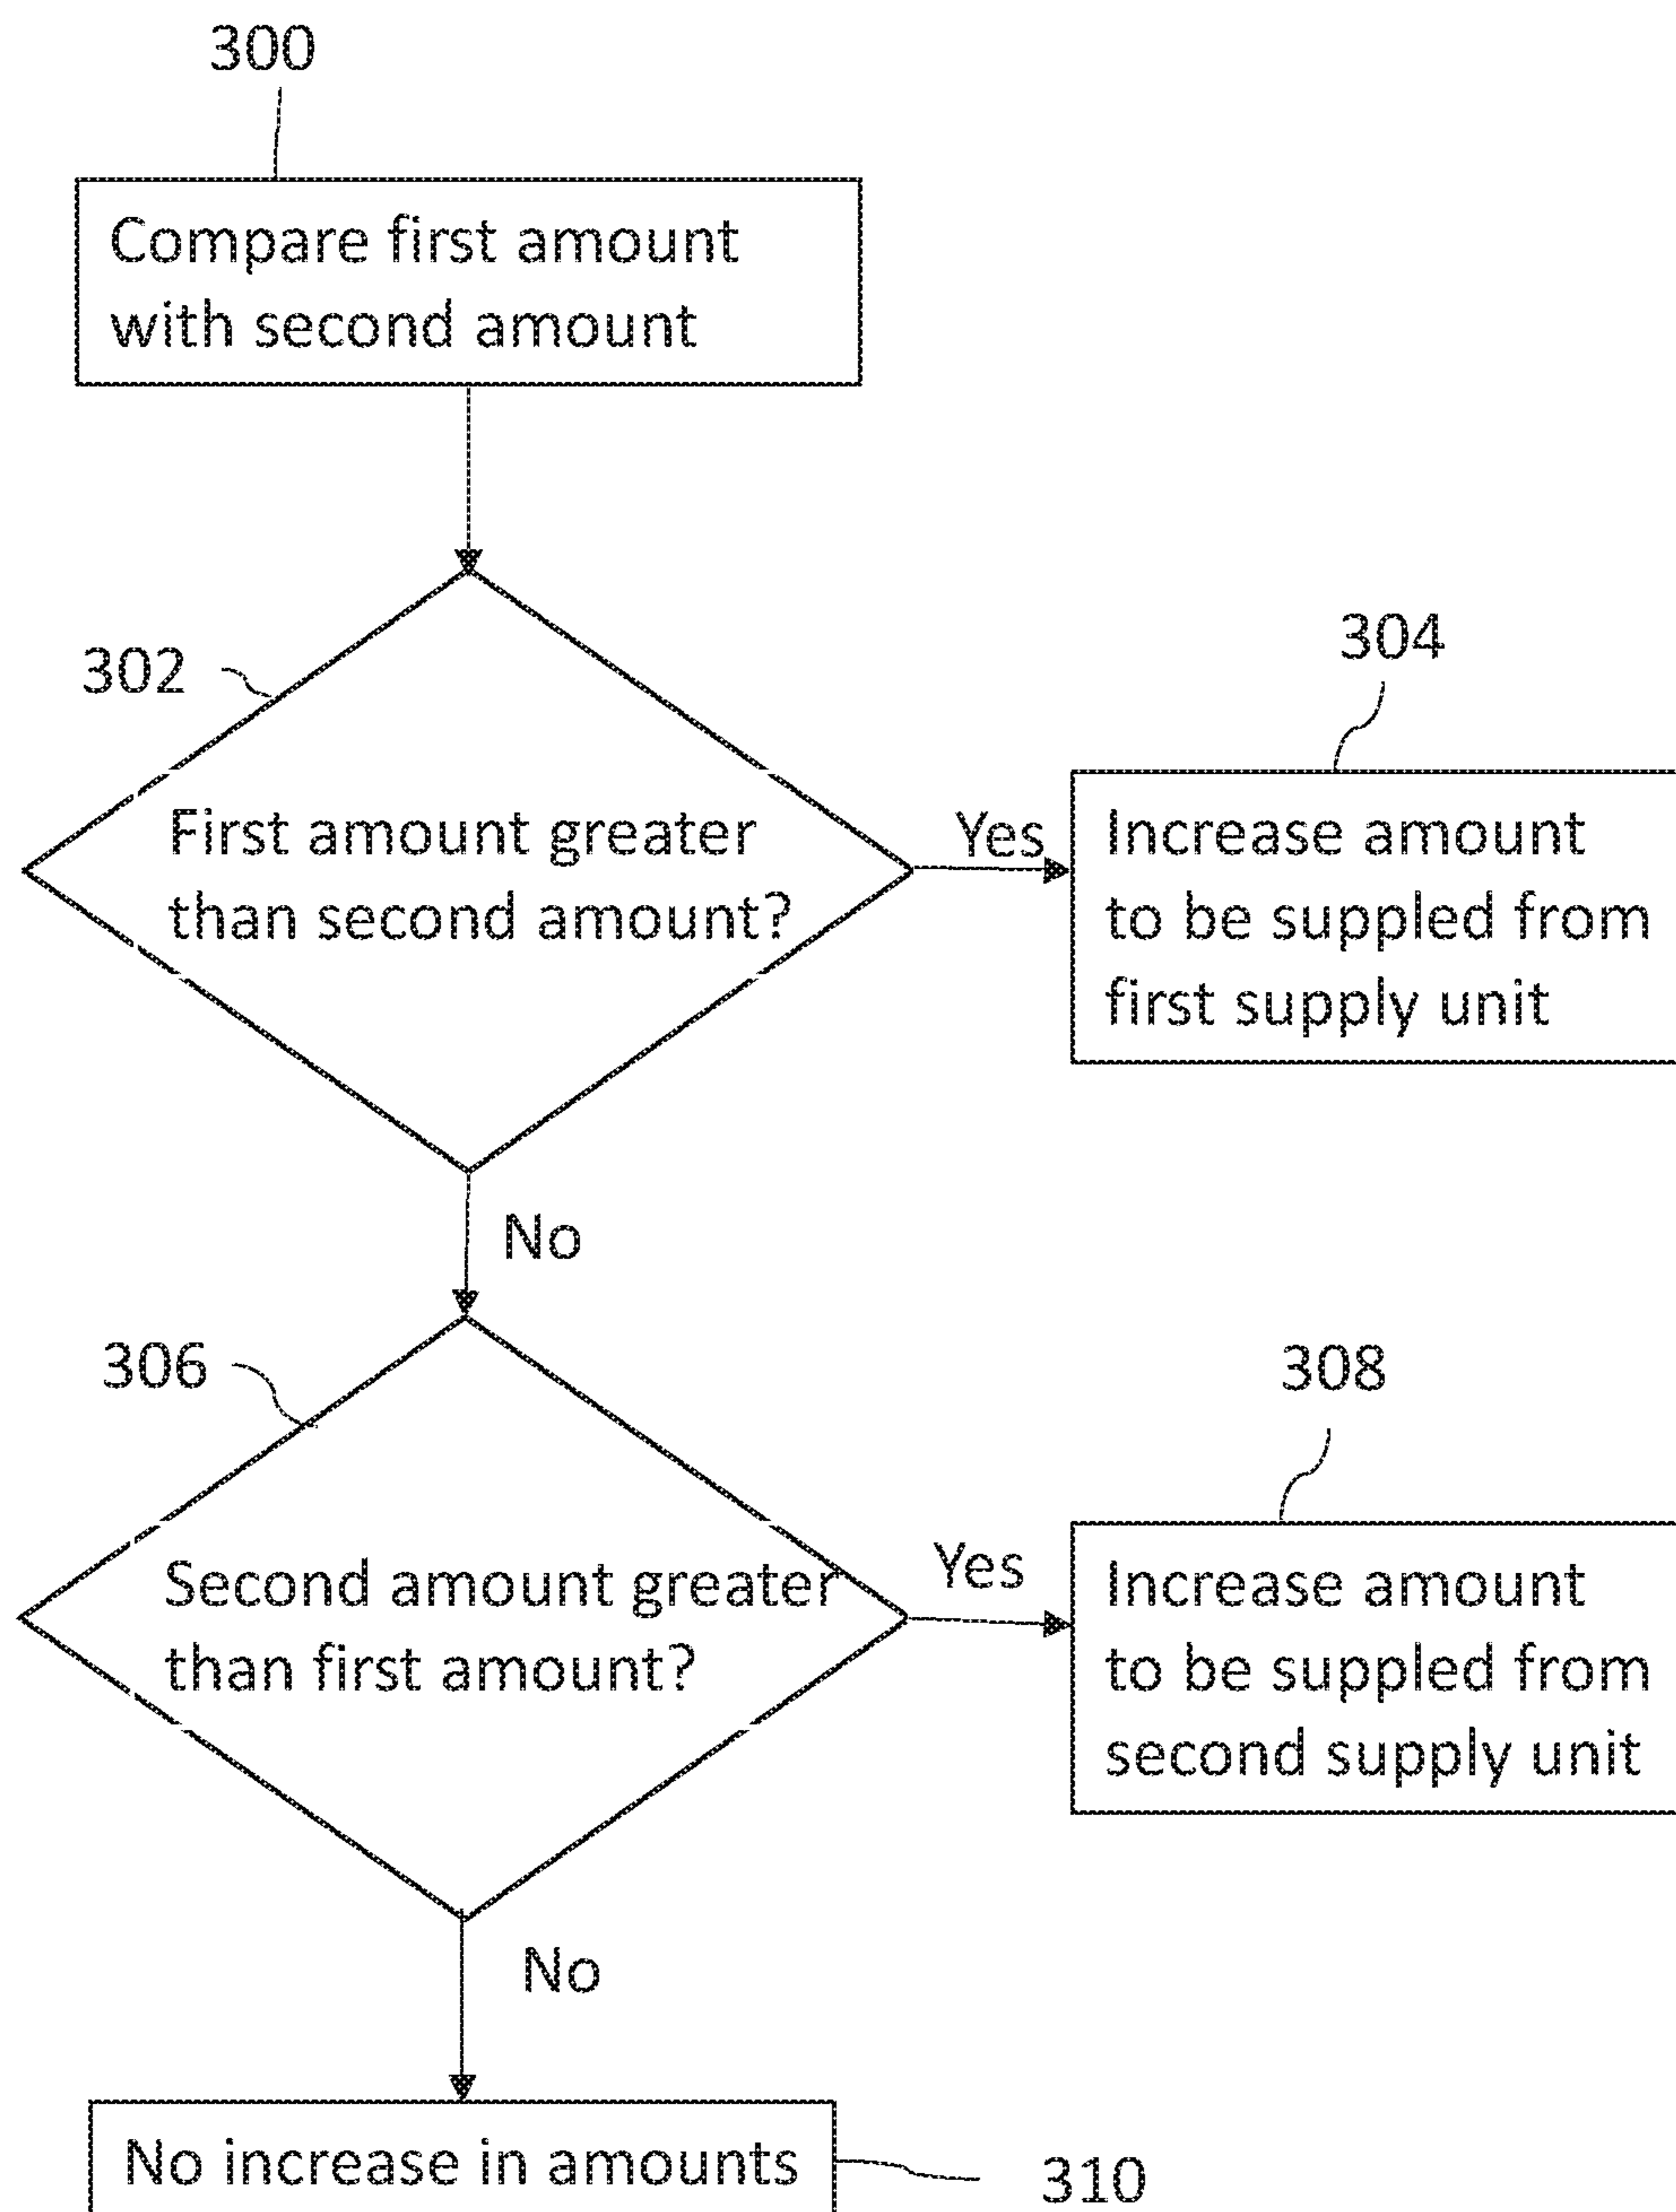 300
Compare first amount
with second amount
302
First amount greater
than second amount?
Yes
304
Increase amount
to be suppled from
first supply unit
No
306
Second amount greater
than first amount?
Yes
308
Increase amount
to be suppled from
second supply unit
No
No increase in amounts
310